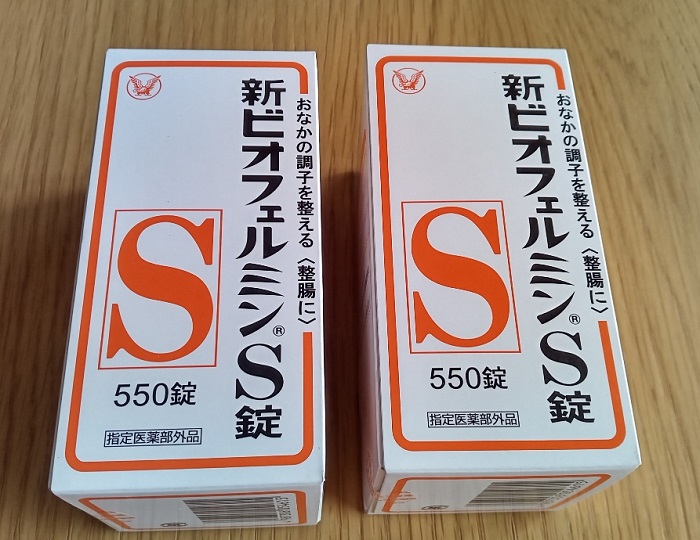 おなかの調子を整える〈整腸に〉
新ビオフェルミン®S錠
S
550錠
指定医薬部外品
おなかの調子を整える〈整腸に〉
新ビオフェルミン®S錠
S
550錠
指定医薬部外品